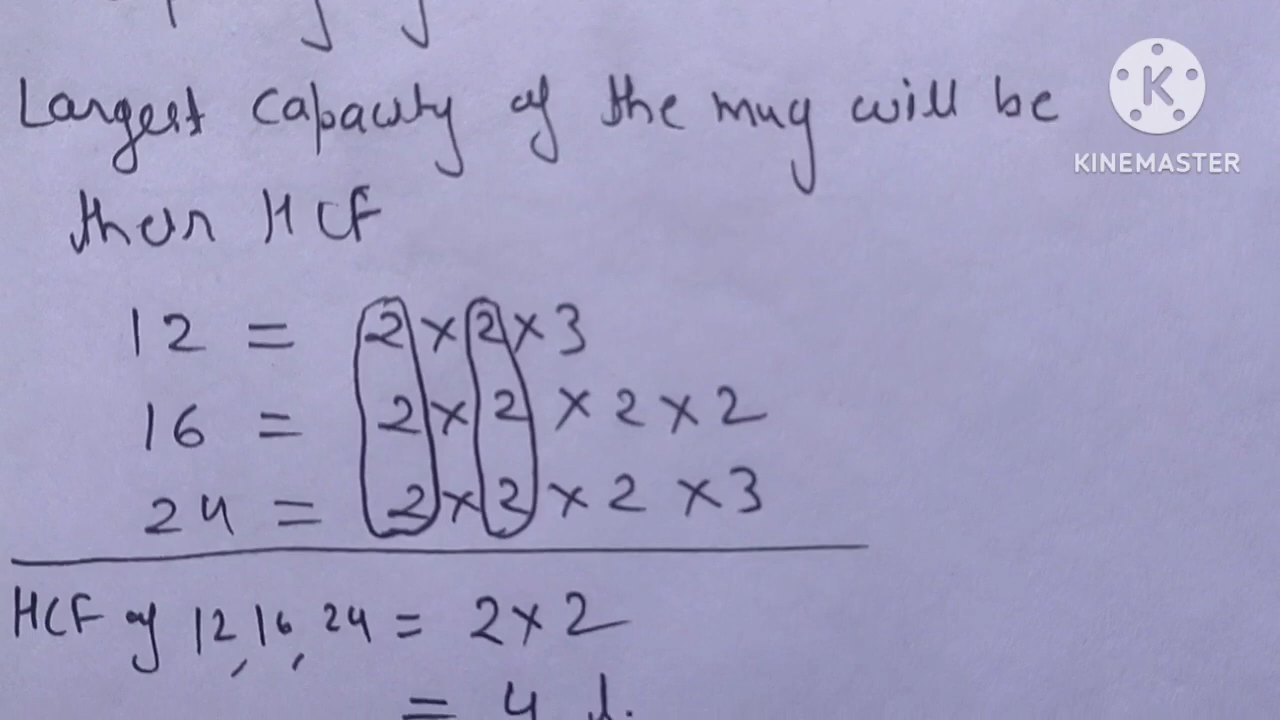 Largest capacity of the mug will be
K
KINEMASTER
their HCF
12 = 2 × 2 × 3
16 = 2 × 2 × 2 × 2
24 = 2 × 2 × 2 × 3
HCF of 12, 16, 24 = 2 × 2
= 4 l.